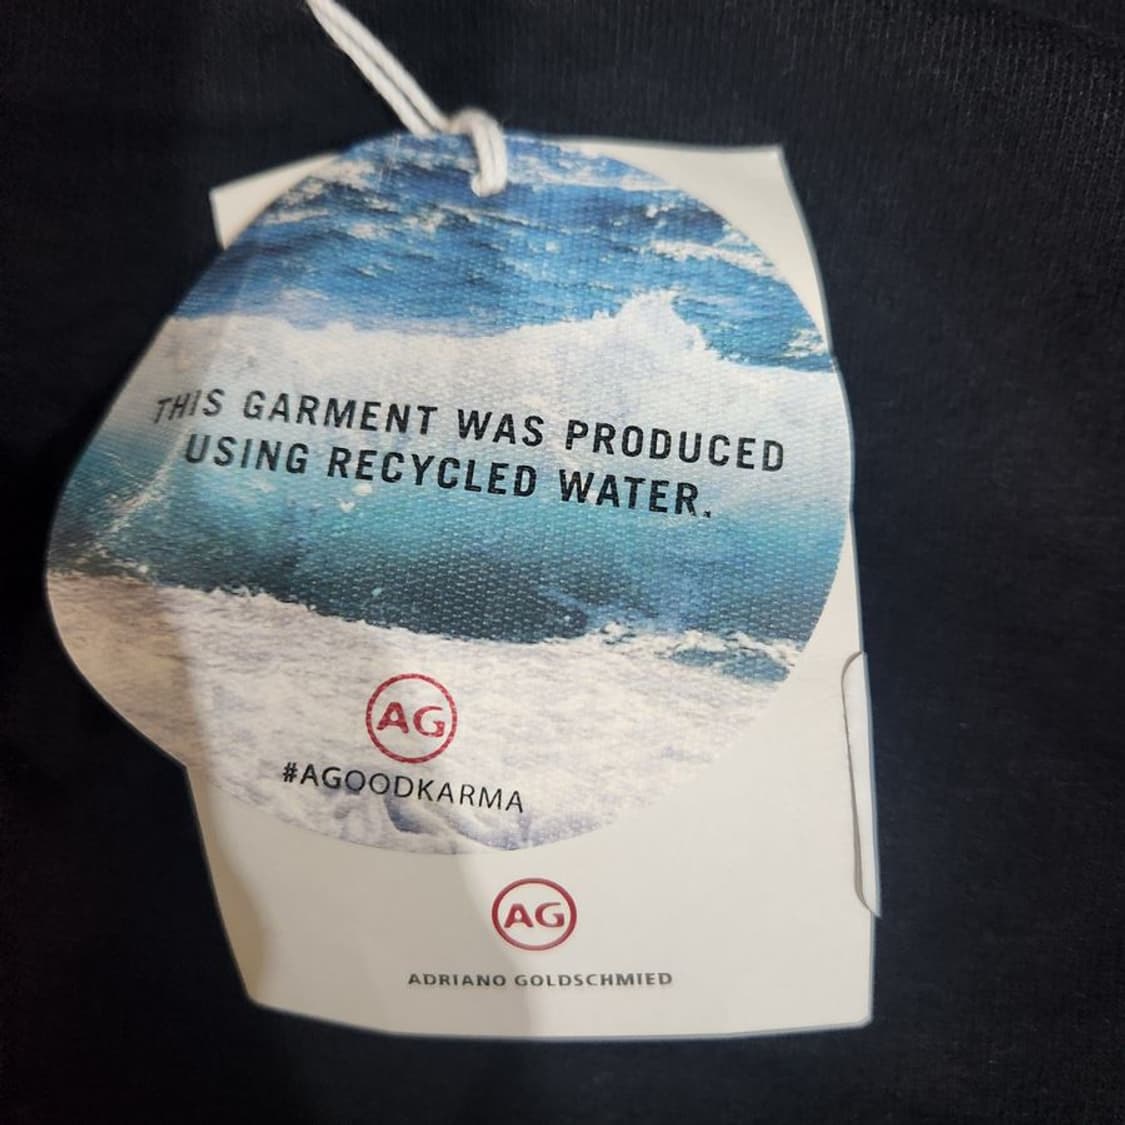 THIS GARMENT WAS PRODUCED
USING RECYCLED WATER.
AG
#AGOODKARMA
AG
ADRIANO GOLDSCHMIED